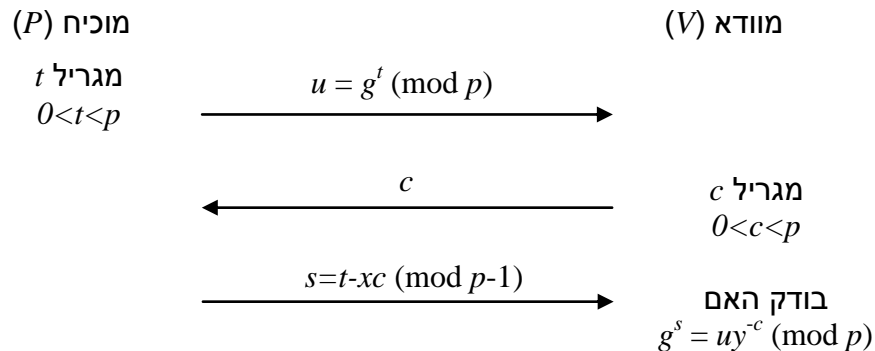 מוכיח (P)
מוודא (V)
מגריל t
0<t<p
u = g^t (mod p)
c
מגריל c
0<c<p
s=t-xc (mod p-1)
בודק האם
g^s = uy^-c (mod p)